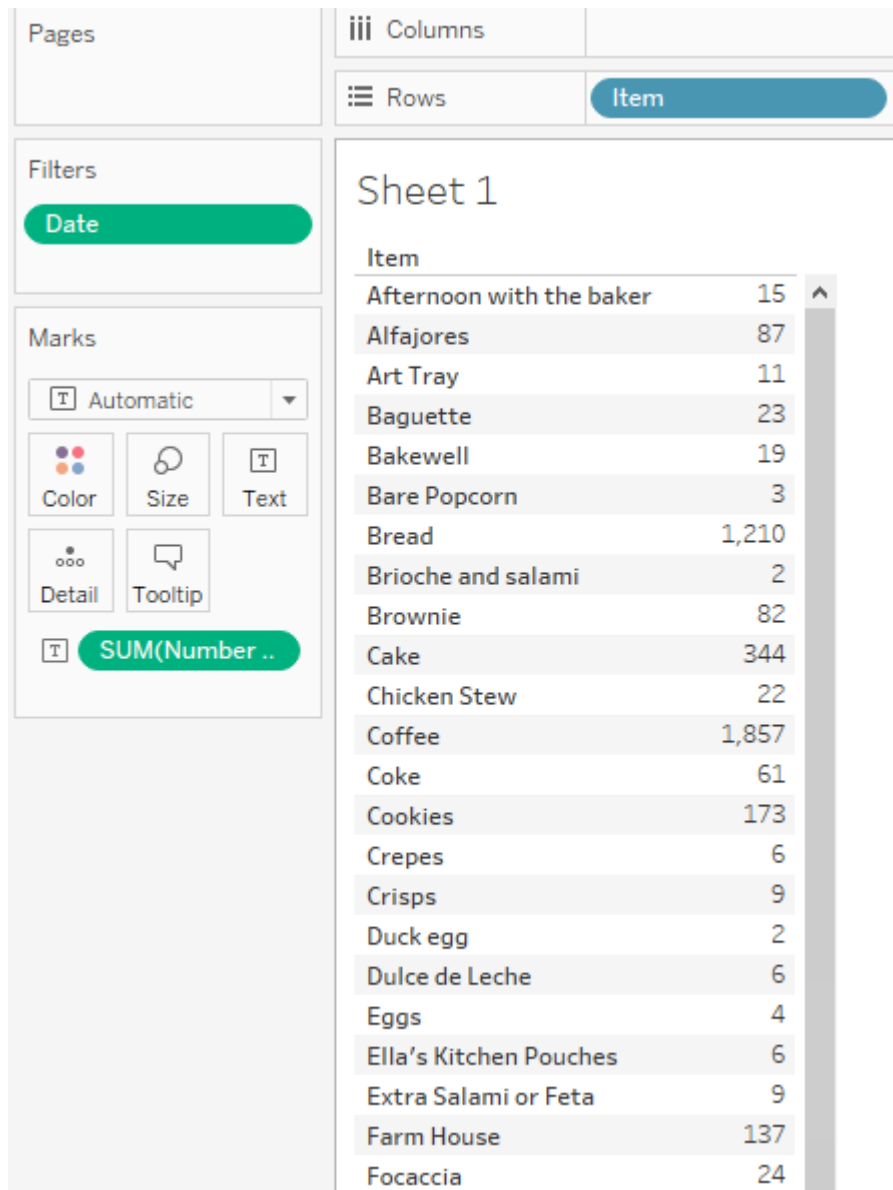 Pages
Columns
Rows
Item
Filters
Date
Marks
Automatic
Color
Size
Text
Detail
Tooltip
SUM(Number ..
Sheet 1
Item
Afternoon with the baker 15
Alfajores 87
Art Tray 11
Baguette 23
Bakewell 19
Bare Popcorn 3
Bread 1,210
Brioche and salami 2
Brownie 82
Cake 344
Chicken Stew 22
Coffee 1,857
Coke 61
Cookies 173
Crepes 6
Crisps 9
Duck egg 2
Dulce de Leche 6
Eggs 4
Ella's Kitchen Pouches 6
Extra Salami or Feta 9
Farm House 137
Focaccia 24